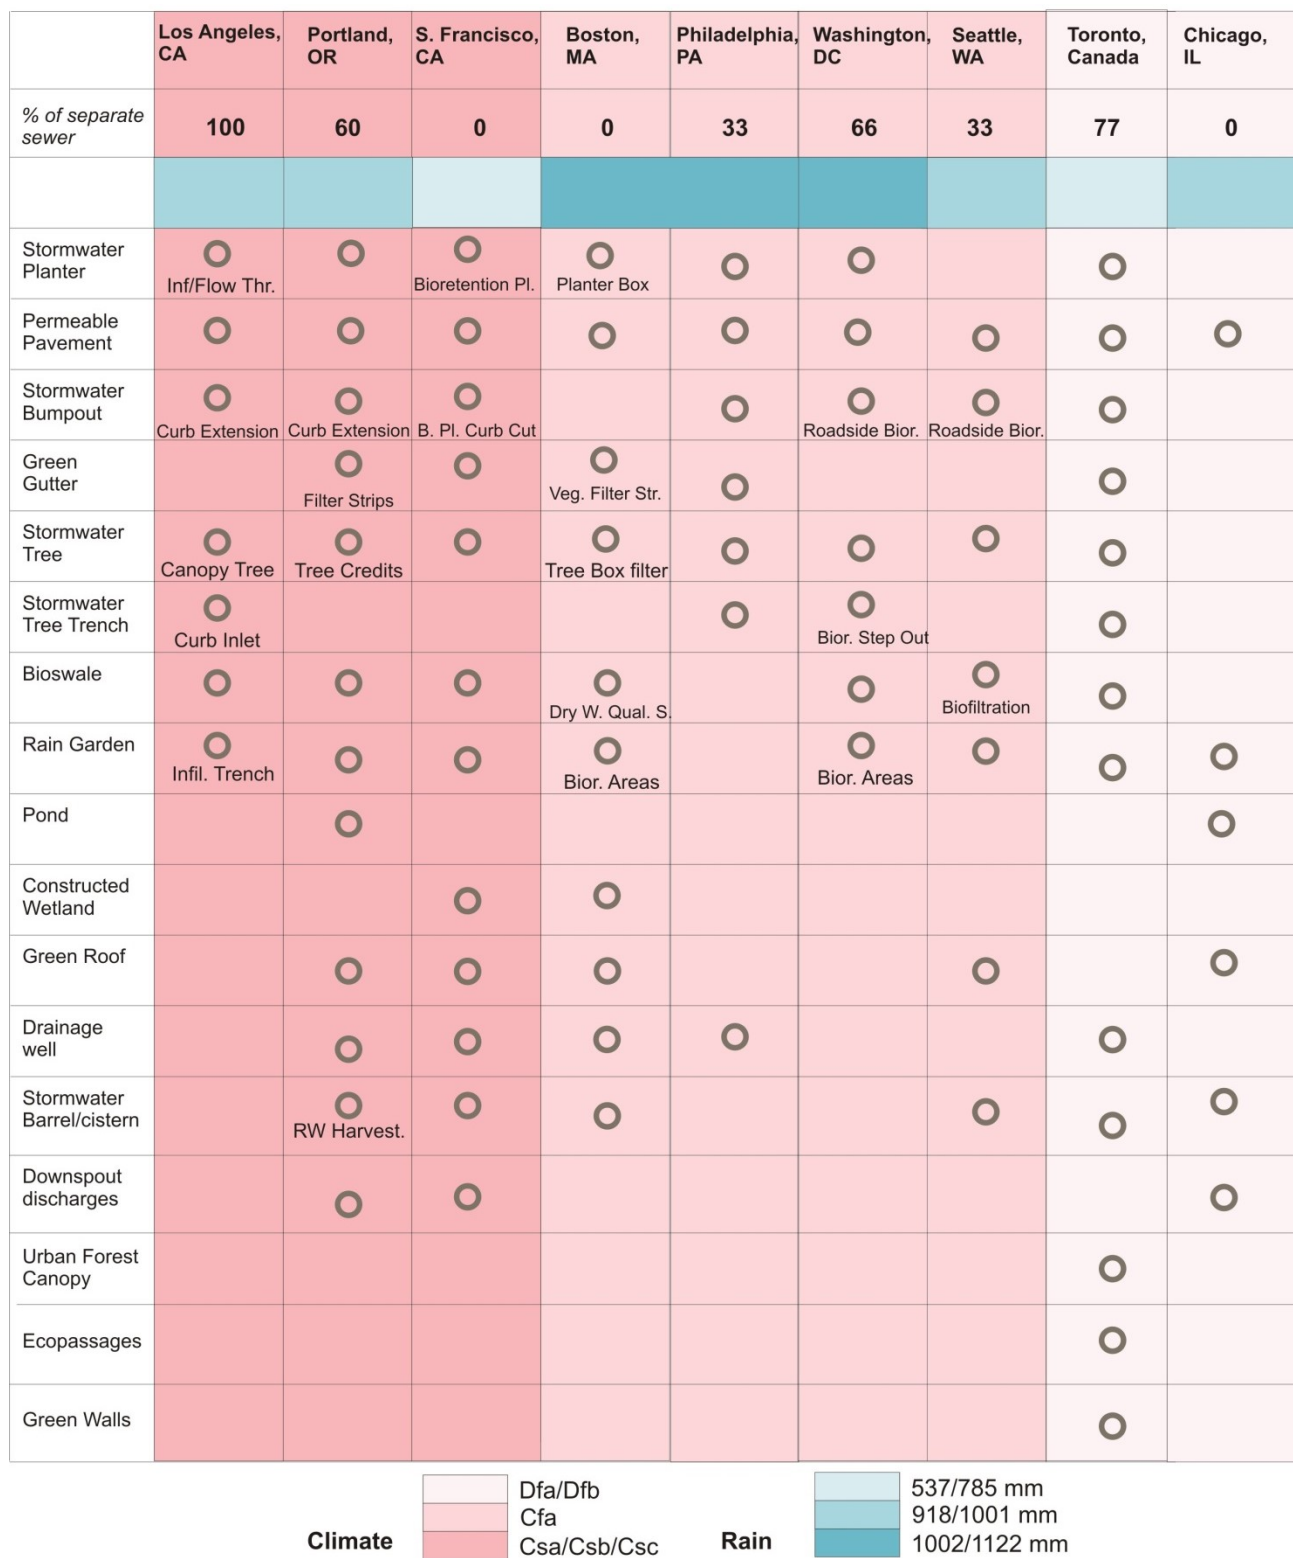 Los Angeles, CA
Portland, OR
S. Francisco, CA
Boston, MA
Philadelphia, PA
Washington, DC
Seattle, WA
Toronto, Canada
Chicago, IL
% of separate sewer
100 60 0 0 33 66 33 77 0
Stormwater Planter
Inf/Flow Thr.
Bioretention Pl.
Planter Box
Permeable Pavement
Stormwater Bumpout
Curb Extension
Curb Extension
B. Pl. Curb Cut
Roadside Bior.
Roadside Bior.
Green Gutter
Filter Strips
Veg. Filter Str.
Stormwater Tree
Canopy Tree
Tree Credits
Tree Box filter
Stormwater Tree Trench
Curb Inlet
Bior. Step Out
Bioswale
Dry W. Qual. S.
Biofiltration
Rain Garden
Infil. Trench
Bior. Areas
Bior. Areas
Pond
Constructed Wetland
Green Roof
Drainage well
Stormwater Barrel/cistern
RW Harvest.
Downspout discharges
Urban Forest Canopy
Ecopassages
Green Walls
Climate
Dfa/Dfb
Cfa
Csa/Csb/Csc
Rain
537/785 mm
918/1001 mm
1002/1122 mm